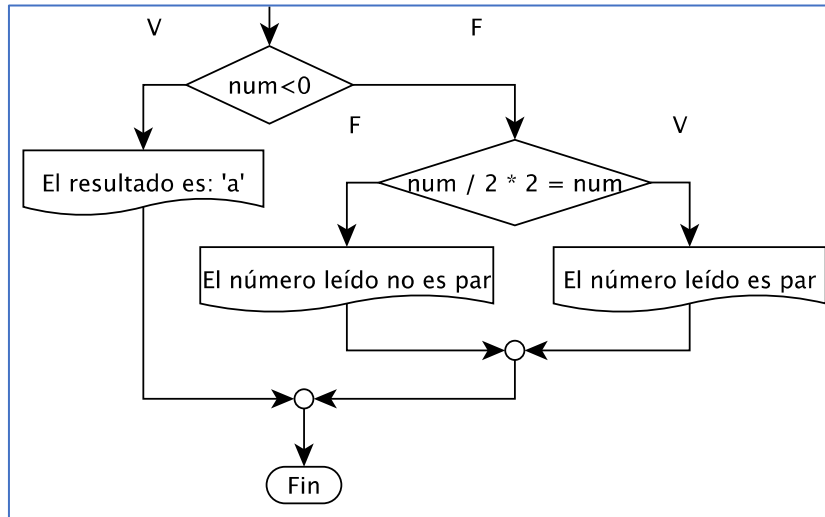 V
F
num<0
F
V
El resultado es: 'a'
num / 2 * 2 = num
El número leído no es par
El número leído es par
Fin